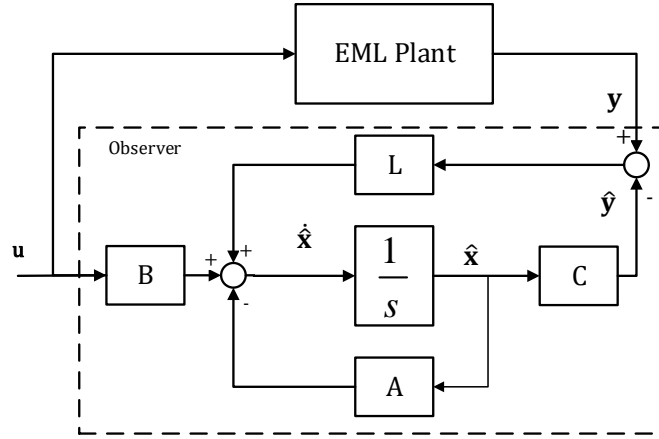 EML Plant
y
+
Observer
L
-
ŷ
u
B
+
+
-
x̂̇
1
s
x̂
C
A